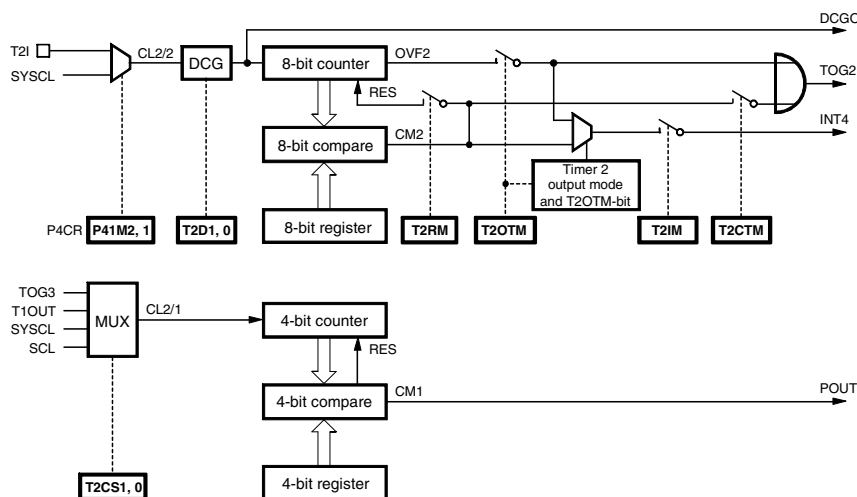 DCGO
T2I
SYSCL
CL2/2
DCG
8-bit counter
OVF2
TOG2
RES
INT4
8-bit compare
CM2
Timer 2
output mode
and T2OTM-bit
P4CR
P41M2, 1
T2D1, 0
8-bit register
T2RM
T2OTM
T2IM
T2CTM
TOG3
T1OUT
SYSCL
SCL
MUX
CL2/1
4-bit counter
RES
4-bit compare
CM1
POUT
T2CS1, 0
4-bit register